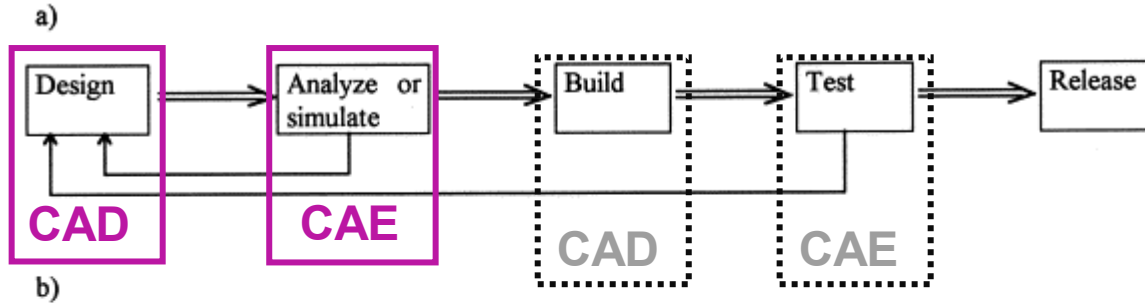 a)
Design
Analyze or
simulate
Build
Test
Release
CAD
CAE
CAD
CAE
b)